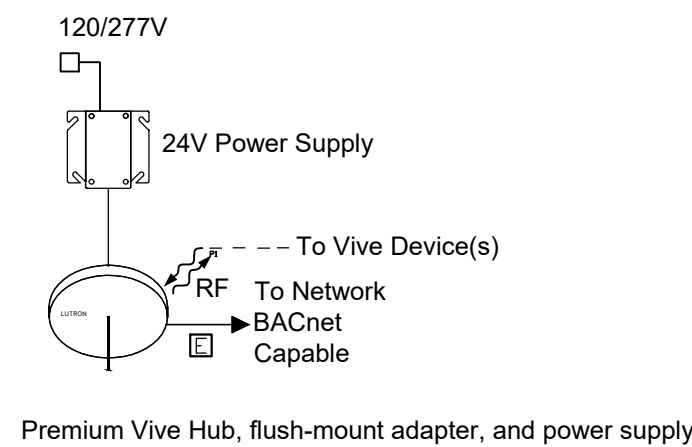 120/277V
24V Power Supply
To Vive Device(s)
PI
RF
To Network
BACnet
Capable
LUTRON
E
Premium Vive Hub, flush-mount adapter, and power supply